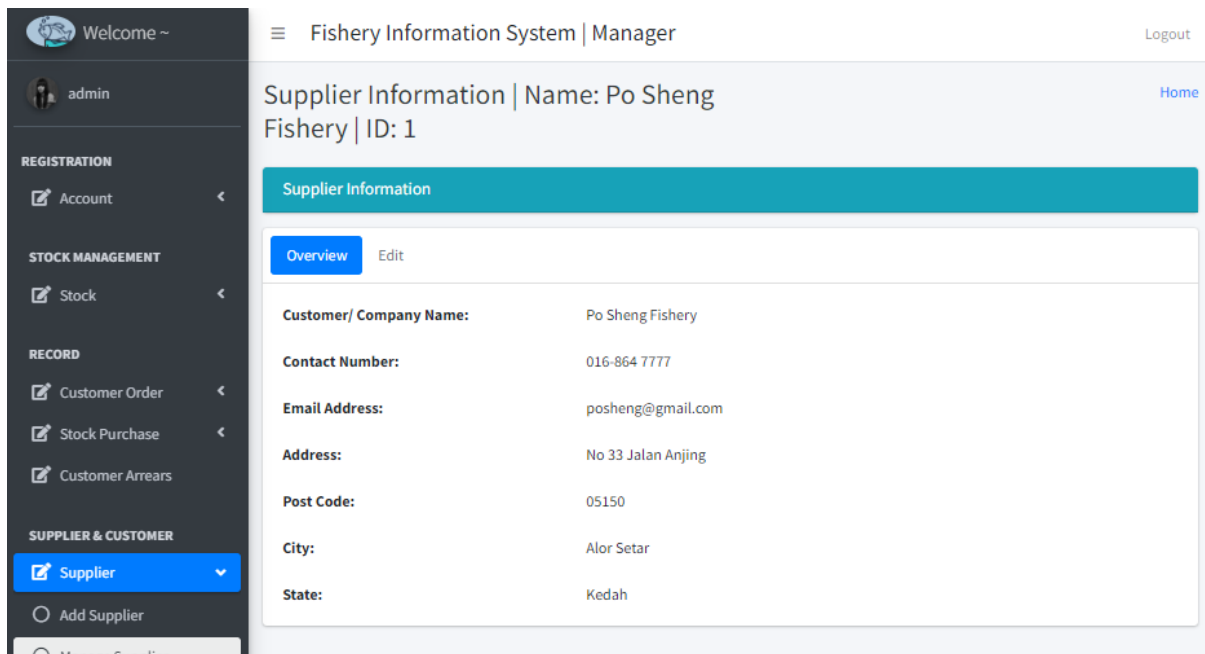 Welcome ~
admin
REGISTRATION
Account
STOCK MANAGEMENT
Stock
RECORD
Customer Order
Stock Purchase
Customer Arrears
SUPPLIER & CUSTOMER
Supplier
Add Supplier
Fishery Information System | Manager
Logout
Supplier Information | Name: Po Sheng
Fishery | ID: 1
Home
Supplier Information
Overview Edit
Customer/ Company Name: Po Sheng Fishery
Contact Number: 016-864 7777
Email Address: posheng@gmail.com
Address: No 33 Jalan Anjing
Post Code: 05150
City: Alor Setar
State: Kedah